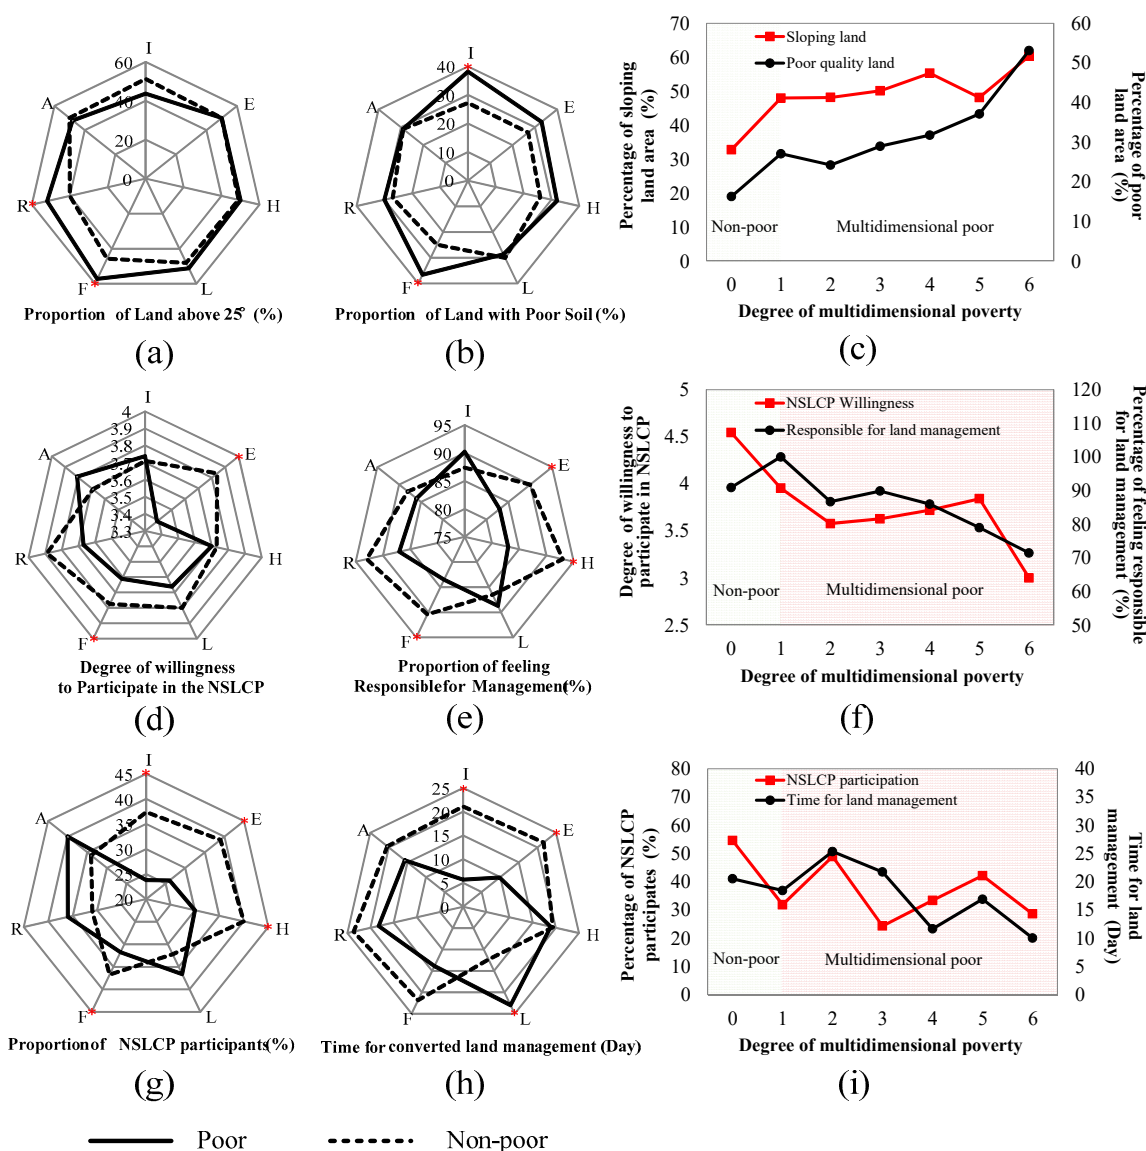 I
60
40
20
0
A
E
R*
H
F*
L
Proportion of Land above 25° (%)
(a)
I
40*
30
20
10
0
A
E
R
H
F*
L
Proportion of Land with Poor Soil (%)
(b)
70
60
50
40
30
20
10
0
Percentage of sloping
land area (%)
Sloping land
Poor quality land
Non-poor
Multidimensional poor
60
50
40
30
20
10
0
Percentage of poor
land area (%)
0 1 2 3 4 5 6
Degree of multidimensional poverty
(c)
I
4
3.9
3.8
3.7
3.6
3.5
3.4
3.3
A
*E
R
H
F*
L
Degree of willingness
to Participate in the NSLCP
(d)
I
95
90
85
80
75
A
*E
R
*H
F*
L
Proportion of feeling
Responsible for Management (%)
(e)
5
4.5
4
3.5
3
2.5
Degree of willingness to
participate in NSLCP
NSLCP Willingness
Responsible for land management
Non-poor
Multidimensional poor
120
110
100
90
80
70
60
50
Percentage of feeling responsible
for land management
(%)
0 1 2 3 4 5 6
Degree of multidimensional poverty
(f)
I
45*
40
35
30
25
20
A
*E
R
*H
F*
L
Proportion of NSLCP participants (%)
(g)
I
25*
20
15
10
5
0
A
*E
R
H
F
*L
Time for converted land management (Day)
(h)
80
70
60
50
40
30
20
10
0
Percentage of NSLCP
participates (%)
NSLCP participation
Time for land management
Non-poor
Multidimensional poor
40
35
30
25
20
15
10
5
0
Time for land
management (Day)
0 1 2 3 4 5 6
Degree of multidimensional poverty
(i)
Poor
Non-poor